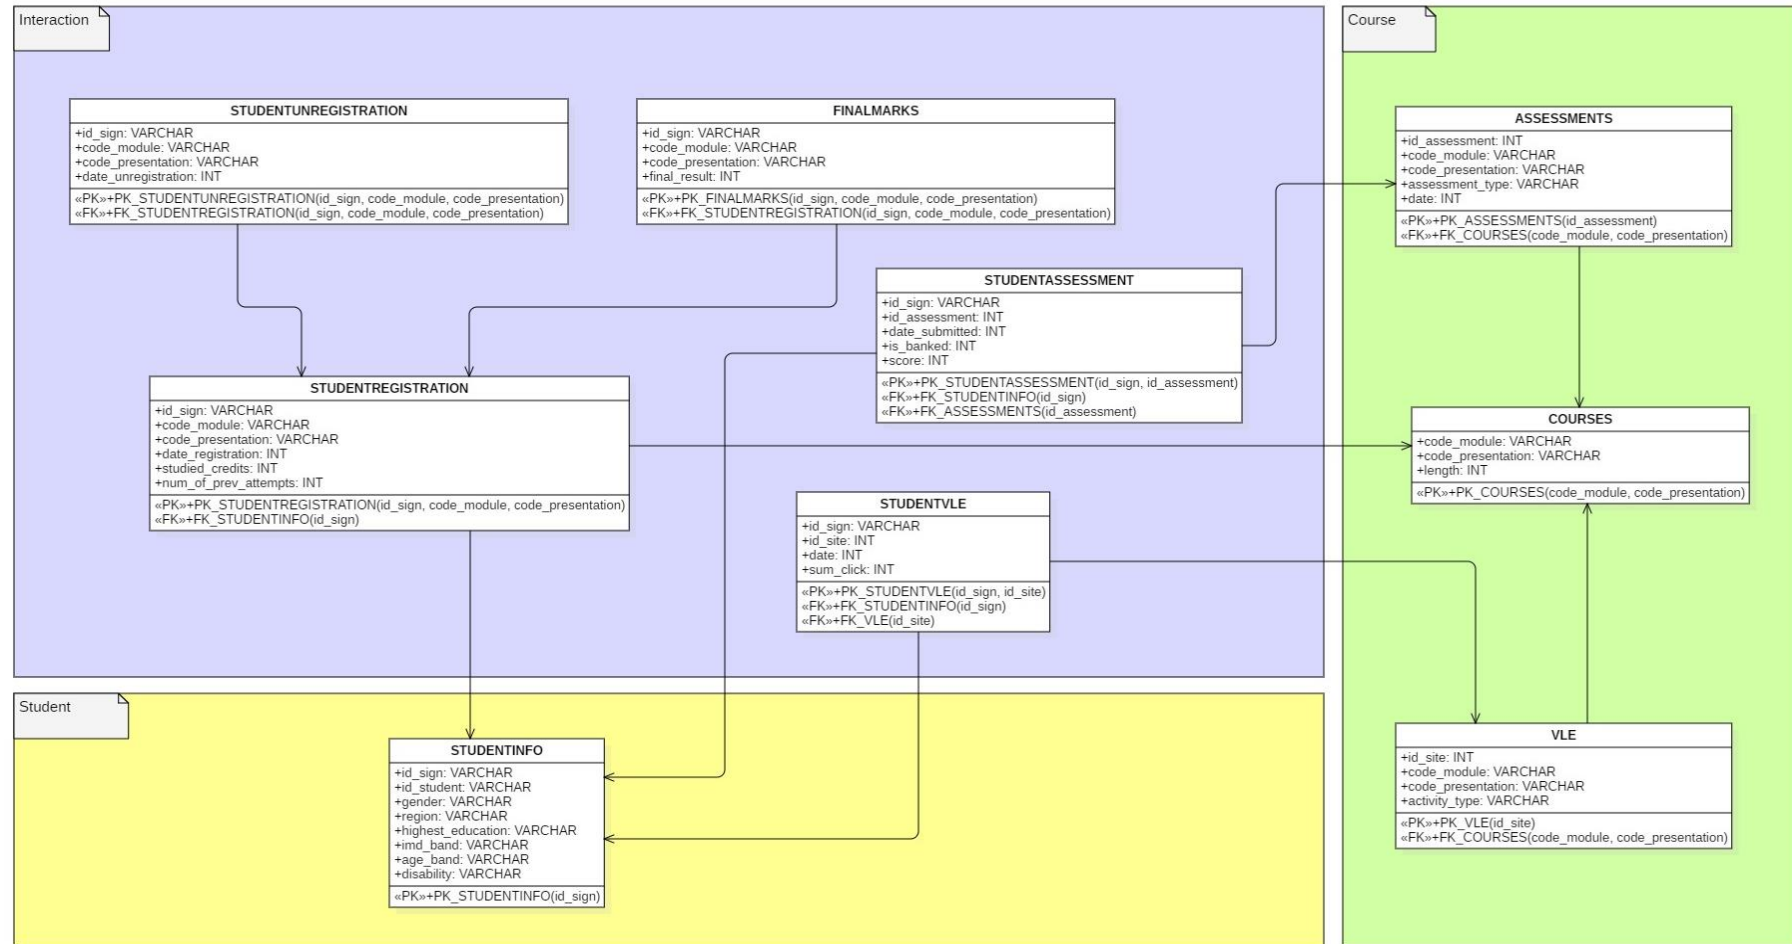 Interaction
STUDENTUNREGISTRATION
+id_sign: VARCHAR
+code_module: VARCHAR
+code_presentation: VARCHAR
+date_unregistration: INT
«PK»+PK_STUDENTUNREGISTRATION(id_sign, code_module, code_presentation)
«FK»+FK_STUDENTREGISTRATION(id_sign, code_module, code_presentation)
FINALMARKS
+id_sign: VARCHAR
+code_module: VARCHAR
+code_presentation: VARCHAR
+final_result: INT
«PK»+PK_FINALMARKS(id_sign, code_module, code_presentation)
«FK»+FK_STUDENTREGISTRATION(id_sign, code_module, code_presentation)
STUDENTASSESSMENT
+id_sign: VARCHAR
+id_assessment: INT
+date_submitted: INT
+is_banked: INT
+score: INT
«PK»+PK_STUDENTASSESSMENT(id_sign, id_assessment)
«FK»+FK_STUDENTINFO(id_sign)
«FK»+FK_ASSESSMENTS(id_assessment)
STUDENTREGISTRATION
+id_sign: VARCHAR
+code_module: VARCHAR
+code_presentation: VARCHAR
+date_registration: INT
+studied_credits: INT
+num_of_prev_attempts: INT
«PK»+PK_STUDENTREGISTRATION(id_sign, code_module, code_presentation)
«FK»+FK_STUDENTINFO(id_sign)
STUDENTVLE
+id_sign: VARCHAR
+id_site: INT
+date: INT
+sum_click: INT
«PK»+PK_STUDENTVLE(id_sign, id_site)
«FK»+FK_STUDENTINFO(id_sign)
«FK»+FK_VLE(id_site)
Student
STUDENTINFO
+id_sign: VARCHAR
+id_student: VARCHAR
+gender: VARCHAR
+region: VARCHAR
+highest_education: VARCHAR
+imd_band: VARCHAR
+age_band: VARCHAR
+disability: VARCHAR
«PK»+PK_STUDENTINFO(id_sign)
Course
ASSESSMENTS
+id_assessment: INT
+code_module: VARCHAR
+code_presentation: VARCHAR
+assessment_type: VARCHAR
+date: INT
«PK»+PK_ASSESSMENTS(id_assessment)
«FK»+FK_COURSES(code_module, code_presentation)
COURSES
+code_module: VARCHAR
+code_presentation: VARCHAR
+length: INT
«PK»+PK_COURSES(code_module, code_presentation)
VLE
+id_site: INT
+code_module: VARCHAR
+code_presentation: VARCHAR
+activity_type: VARCHAR
«PK»+PK_VLE(id_site)
«FK»+FK_COURSES(code_module, code_presentation)